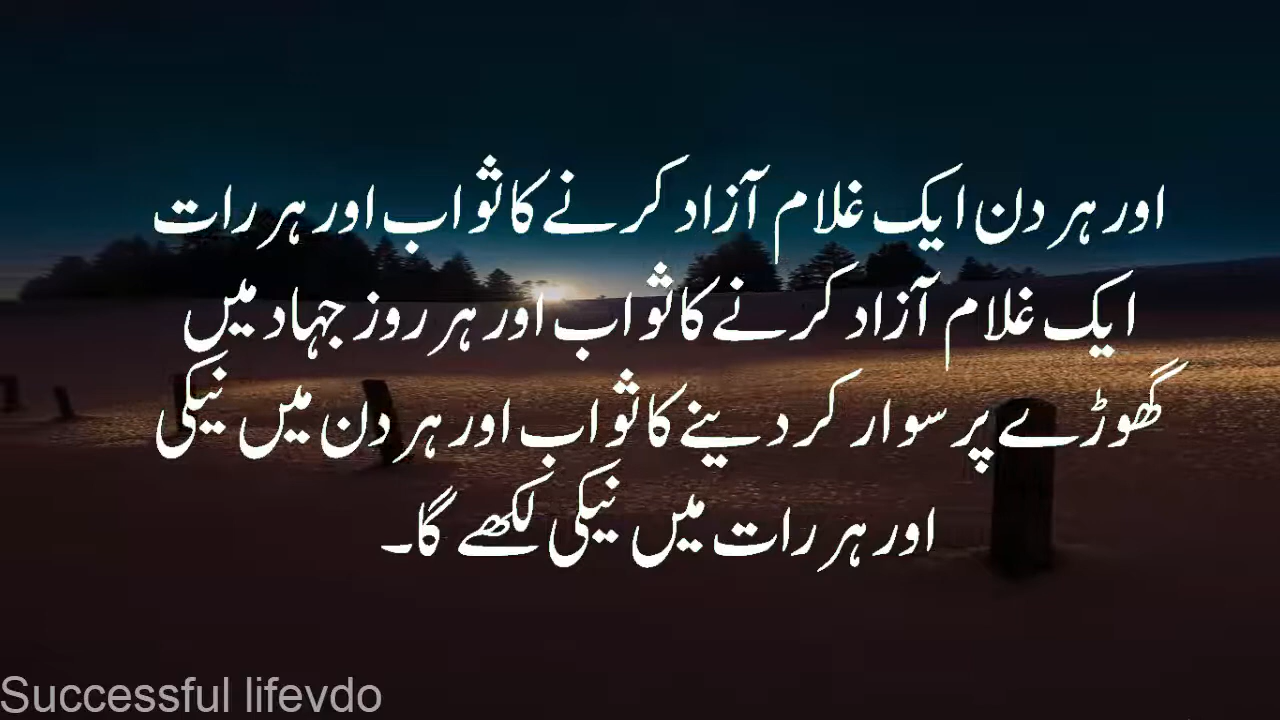 اور ہر دن ایک غلام آزاد کرنے کا ثواب اور ہر رات
ایک غلام آزاد کرنے کا ثواب اور ہر روز جہاد میں
گھوڑے پر سوار کر دینے کا ثواب اور ہر دن میں نیکی
اور ہر رات میں نیکی لکھے گا۔
Successful lifevdo